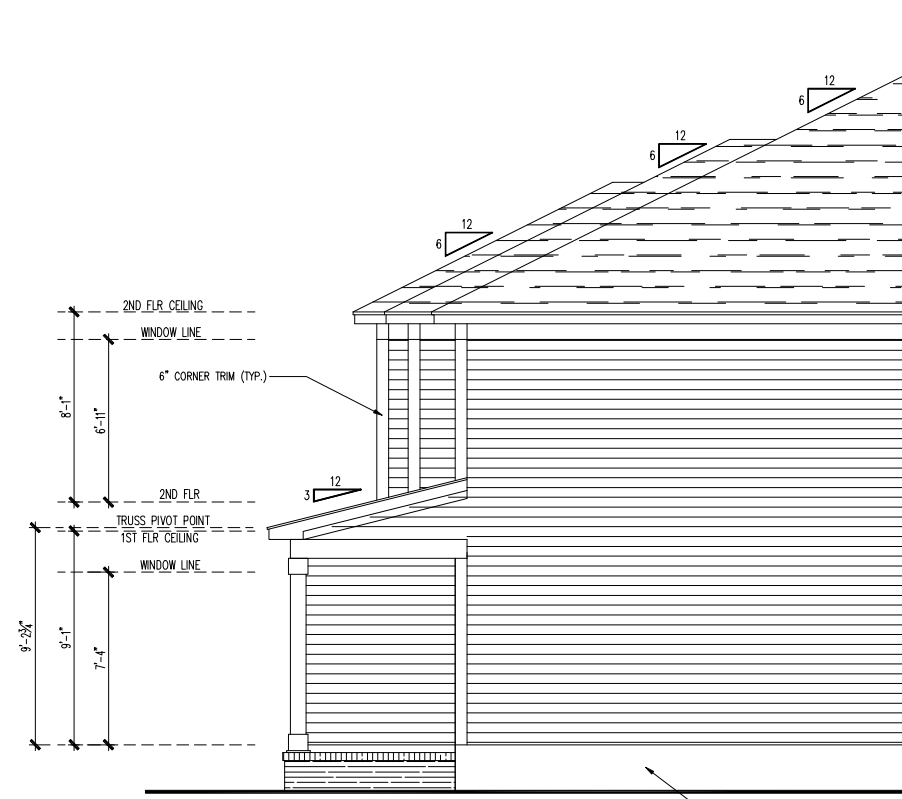 12
6
12
6
12
6
2ND FLR CEILING
WINDOW LINE
6" CORNER TRIM (TYP.)
8'-1"
6'-11"
12
3
2ND FLR
TRUSS PIVOT POINT
1ST FLR CEILING
WINDOW LINE
9'-2¾"
9'-1"
7'-4"